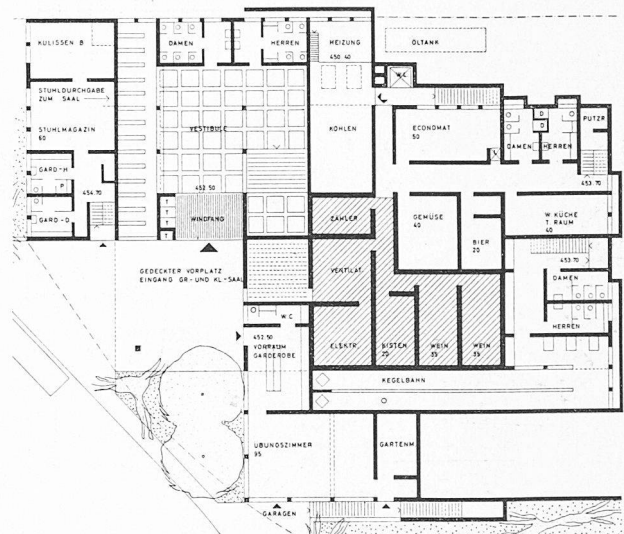 KULISSEN B
STUHLDURCHGABE
ZUM SAAL
STUHLMAGAZIN
60
GARD-H
P
GARD-D
454.70
DAMEN
HERREN
VESTIBULE
452.50
WINDFANG
T
T
T
T
HEIZUNG
450.40
ÖLTANK
KOHLEN
W.C.
ECONOMAT
50
DAMEN
D
D
HERREN
PUTZR.
453.70
ZÄHLER
GEMÜSE
40
BIER
20
W. KÜCHE
T. RAUM
40
GEDECKTER VORPLATZ
EINGANG GR- UND KL-SAAL
VENTILAT.
453.70
DAMEN
HERREN
W.C.
452.50
VORRAUM
GARDEROBE
ELEKTR.
KISTEN
20
WEIN
35
WEIN
35
KEGELBAHN
ÜBUNGSZIMMER
95
GARTENM.
GARAGEN